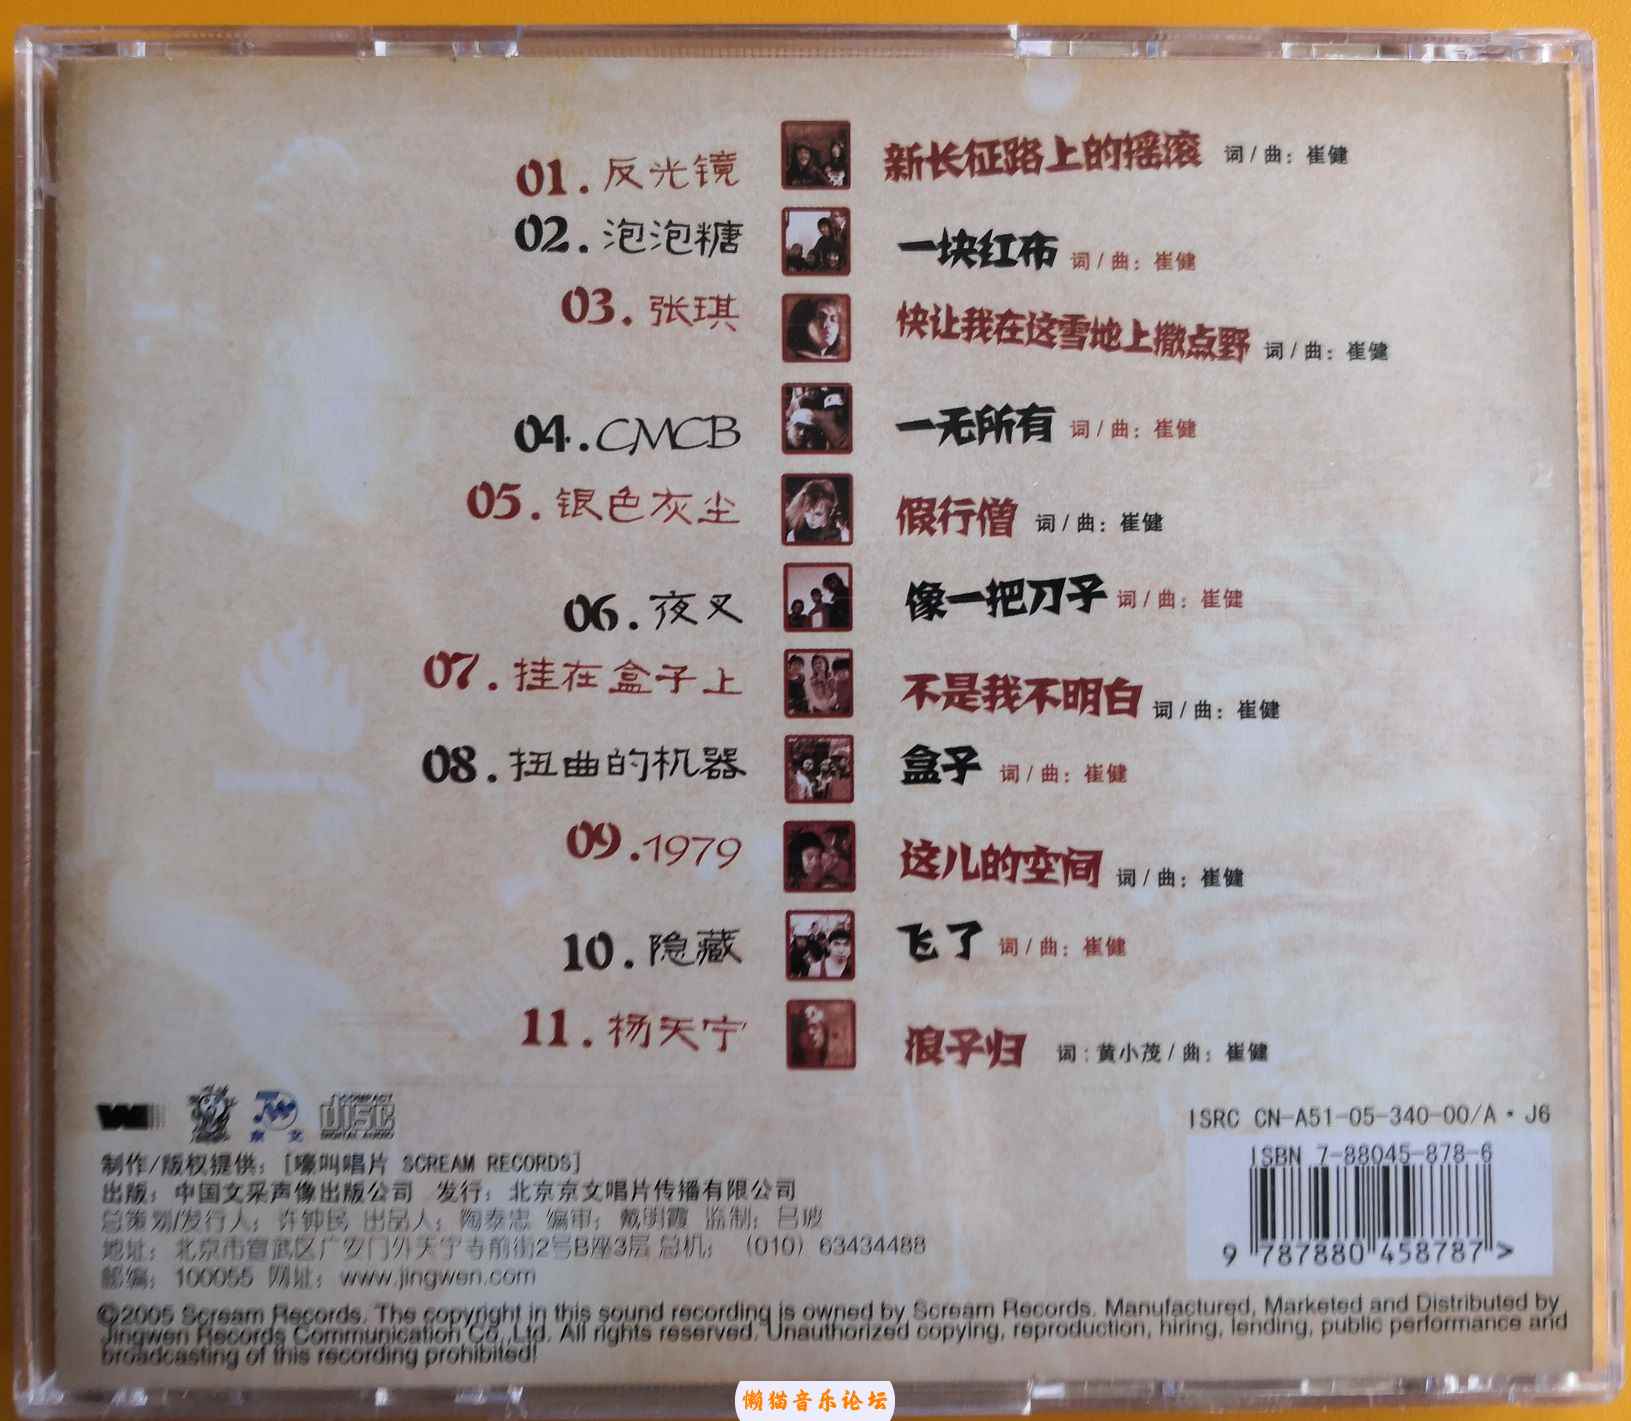 01.反光镜 新长征路上的摇滚 词/曲：崔健
02.泡泡糖 一块红布 词/曲：崔健
03.张琪 快让我在这雪地上撒点野 词/曲：崔健
04.CMCB 一无所有 词/曲：崔健
05.银色灰尘 假行僧 词/曲：崔健
06.夜叉 像一把刀子 词/曲：崔健
07.挂在盒子上 不是我不明白 词/曲：崔健
08.扭曲的机器 盒子 词/曲：崔健
09.1979 这儿的空间 词/曲：崔健
10.隐藏 飞了 词/曲：崔健
11.杨天宁 浪子归 词：黄小茂/曲：崔健
京文
COMPACT disc DIGITAL AUDIO
ISRC CN-A51-05-340-00/A·J6
ISBN 7-88045-878-6
9 787880 458787 >
制作/版权提供：[嚎叫唱片 SCREAM RECORDS]
出版：中国文采声像出版公司 发行：北京京文唱片传播有限公司
总策划/发行人：许钟民 出品人：陶泰忠 编审：戴明霞 监制：吕玻
地址：北京市宣武区广安门外天宁寺前街2号B座3层 总机：（010）63434488
邮编：100055 网址：www.jingwen.com
©2005 Scream Records. The copyright in this sound recording is owned by Scream Records. Manufactured, Marketed and Distributed by
Jingwen Records Communication Co.,Ltd. All rights reserved. Unauthorized copying, reproduction, hiring, lending, public performance and
broadcasting of this recording prohibited!
懒猫音乐论坛